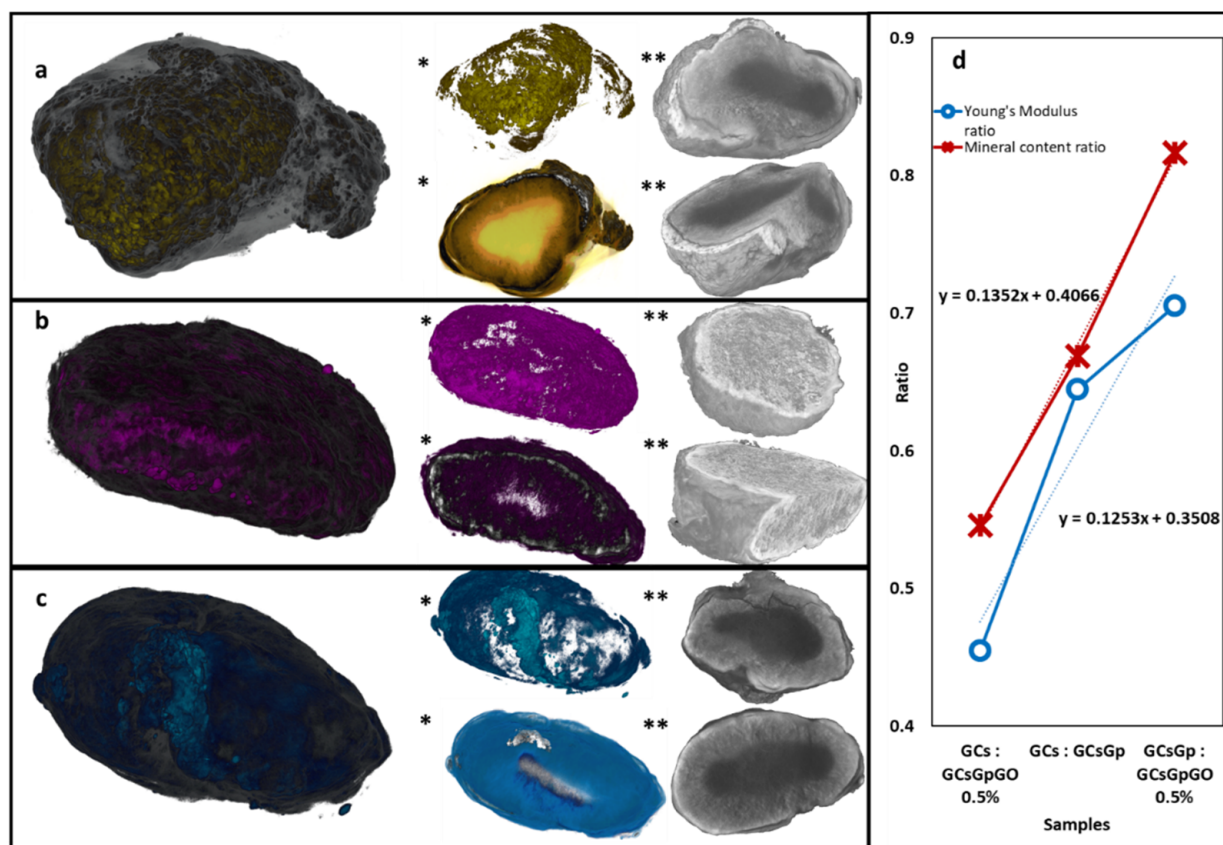 a
*
**
*
**
b
*
**
*
**
c
*
**
*
**
d
0.9
0.8
0.7
0.6
0.5
0.4
Ratio
Young's Modulus
ratio
Mineral content ratio
y = 0.1352x + 0.4066
y = 0.1253x + 0.3508
GCs :
GCsGpGO
0.5%
GCs : GCsGp
GCsGp :
GCsGpGO
0.5%
Samples